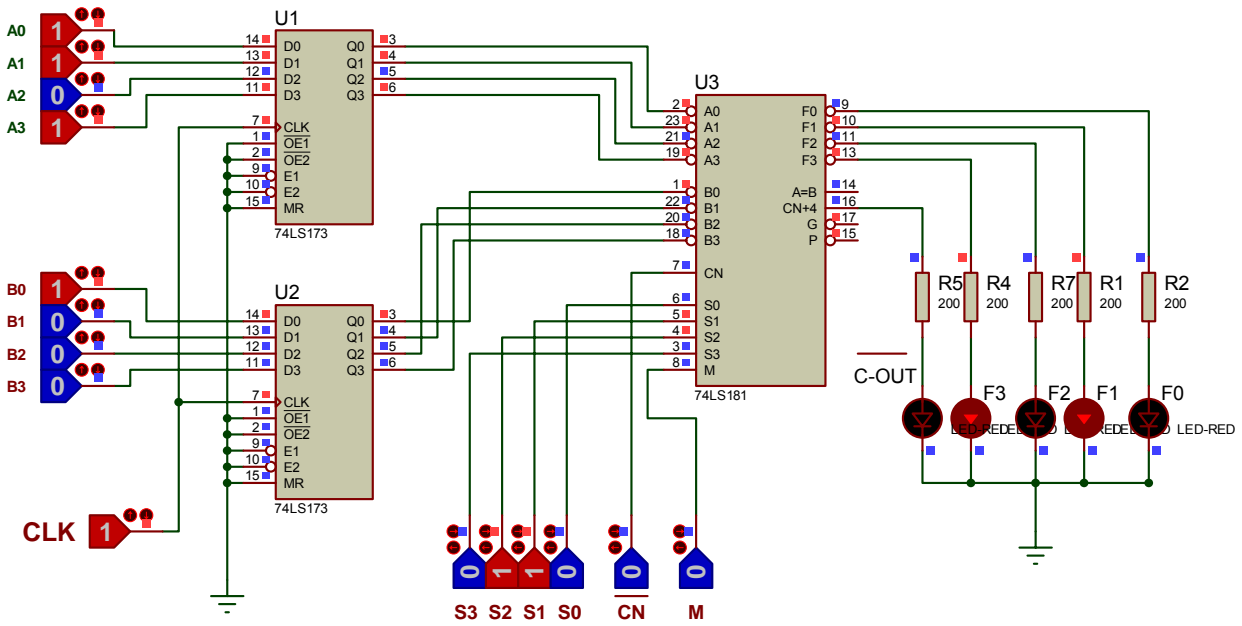 A0 1
A1 1
A2 0
A3 1
U1
14 D0 Q0 3
13 D1 Q1 4
12 D2 Q2 5
11 D3 Q3 6
7 CLK
1 OE1
2 OE2
9 E1
10 E2
15 MR
74LS173
B0 1
B1 0
B2 0
B3 0
U2
14 D0 Q0 3
13 D1 Q1 4
12 D2 Q2 5
11 D3 Q3 6
7 CLK
1 OE1
2 OE2
9 E1
10 E2
15 MR
74LS173
CLK 1
U3
2 A0 F0 9
23 A1 F1 10
21 A2 F2 11
19 A3 F3 13
1 B0 A=B 14
22 B1 CN+4 16
20 B2 G 17
18 B3 P 15
7 CN
6 S0
5 S1
4 S2
3 S3
8 M
74LS181
R5 R4 R7 R1 R2
200 200 200 200 200
C-OUT
F3 F2 F1 F0
LED-RED LED-RED
0 1 1 0 0 0
S3 S2 S1 S0 CN M